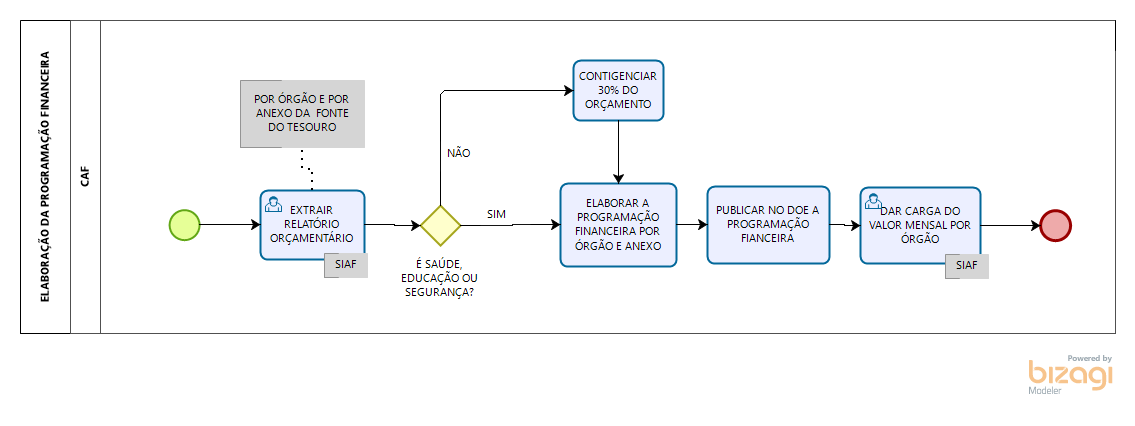 ELABORAÇÃO DA PROGRAMAÇÃO FINANCEIRA
CAF
POR ÓRGÃO E POR
ANEXO DA FONTE
DO TESOURO
EXTRAIR
RELATÓRIO
ORÇAMENTÁRIO
SIAF
É SAÚDE,
EDUCAÇÃO OU
SEGURANÇA?
NÃO
SIM
CONTIGENCIAR
30% DO
ORÇAMENTO
ELABORAR A
PROGRAMAÇÃO
FINANCEIRA POR
ÓRGÃO E ANEXO
PUBLICAR NO DOE A
PROGRAMAÇÃO
FIANCEIRA
DAR CARGA DO
VALOR MENSAL POR
ÓRGÃO
SIAF
Powered by
bizagi
Modeler